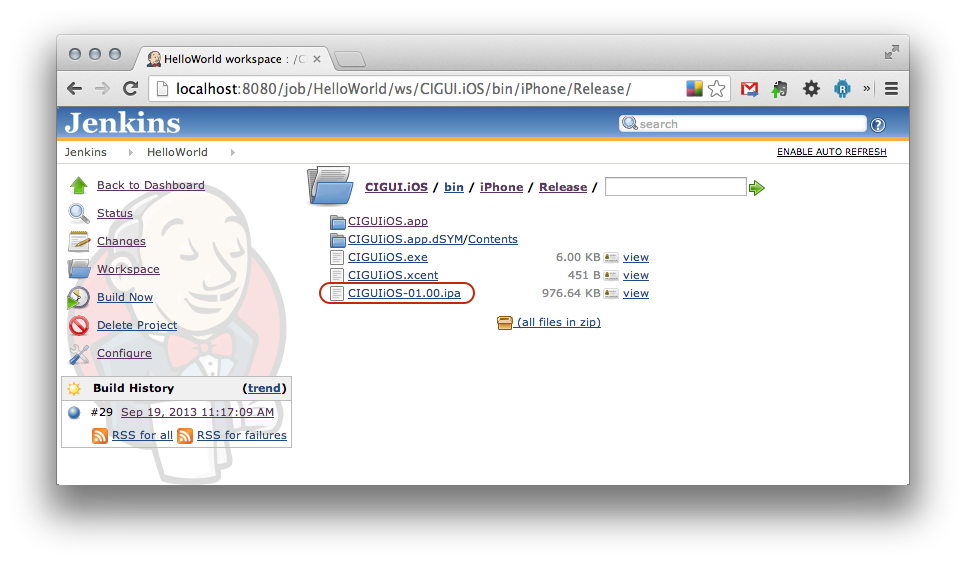 HelloWorld workspace : /C
localhost:8080/job/HelloWorld/ws/CIGUI.iOS/bin/iPhone/Release/
Jenkins
search
Jenkins HelloWorld
ENABLE AUTO REFRESH
Back to Dashboard
Status
Changes
Workspace
Build Now
Delete Project
Configure
Build History (trend)
#29 Sep 19, 2013 11:17:09 AM
RSS for all RSS for failures
CIGUI.iOS / bin / iPhone / Release /
CIGUIiOS.app
CIGUIiOS.app.dSYM/Contents
CIGUIiOS.exe 6.00 KB view
CIGUIiOS.xcent 451 B view
CIGUIiOS-01.00.ipa 976.64 KB view
(all files in zip)